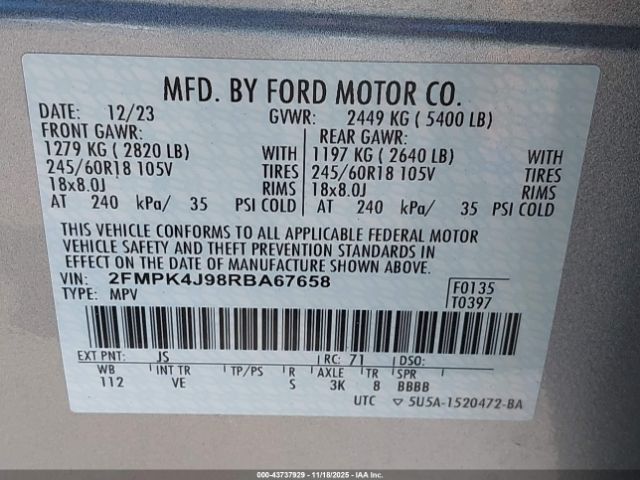 MFD. BY FORD MOTOR CO.
DATE: 12/23 GVWR: 2449 KG ( 5400 LB)
FRONT GAWR: REAR GAWR:
1279 KG ( 2820 LB) WITH 1197 KG ( 2640 LB) WITH
245/60R18 105V TIRES 245/60R18 105V TIRES
18x8.0J RIMS 18x8.0J RIMS
AT 240 kPa/ 35 PSI COLD AT 240 kPa/ 35 PSI COLD
THIS VEHICLE CONFORMS TO ALL APPLICABLE FEDERAL MOTOR
VEHICLE SAFETY AND THEFT PREVENTION STANDARDS IN
EFFECT ON THE DATE OF MANUFACTURE SHOWN ABOVE.
VIN: 2FMPK4J98RBA67658 F0135
TYPE: MPV T0397
EXT PNT: JS RC: 71 DSO:
WB INT TR TP/PS R AXLE TR SPR
112 VE S 3K 8 BBBB
UTC ▽ 5U5A-1520472-BA
000-43737929 - 11/18/2025 - IAAI.COM